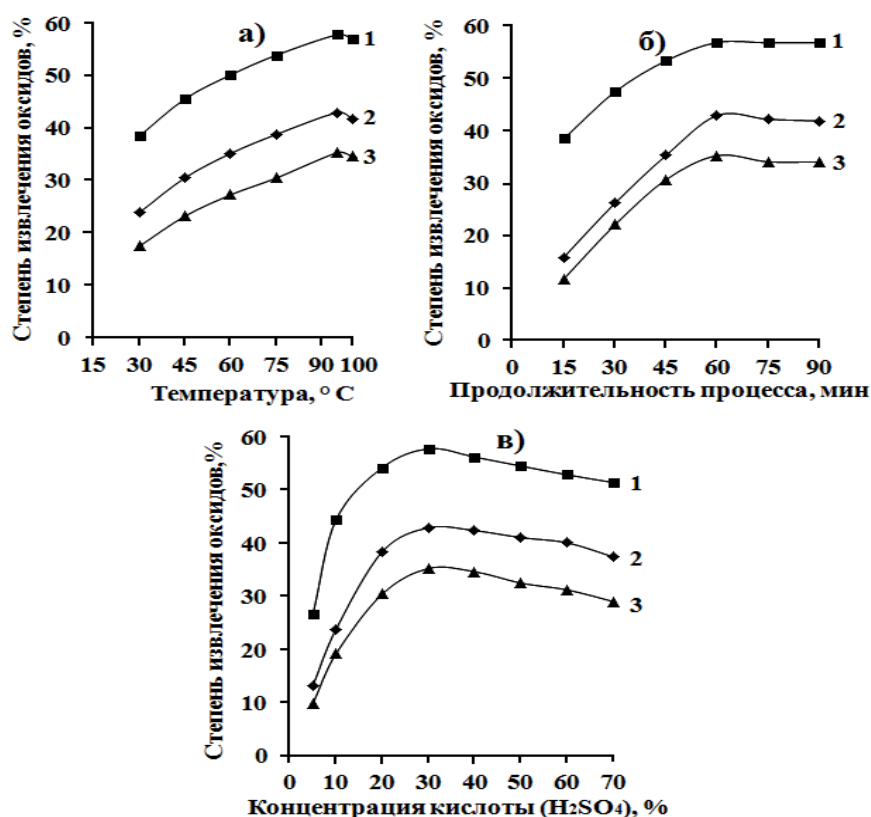 а)
Степень извлечения оксидов, %
60
50
40
30
20
10
0
1
2
3
15 30 45 60 75 90 100
Температура, ° С
б)
Степень извлечения оксидов, %
60
50
40
30
20
10
0
1
2
3
0 15 30 45 60 75 90
Продолжительность процесса, мин
в)
Степень извлечения оксидов,%
60
50
40
30
20
10
0
1
2
3
0 10 20 30 40 50 60 70
Концентрация кислоты (H₂SO₄), %